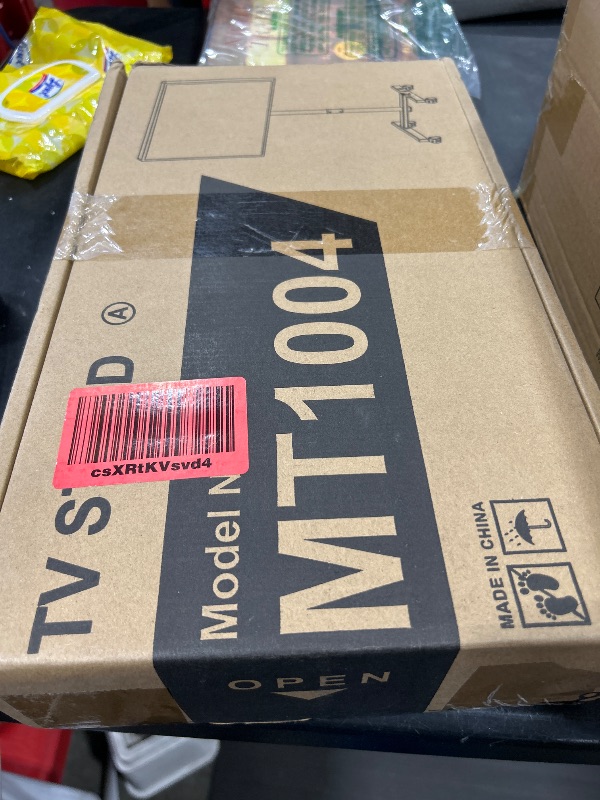 TV ST D Ⓐ
csXRtKVsvd4
Model N
MT1004
MADE IN CHINA
OPEN